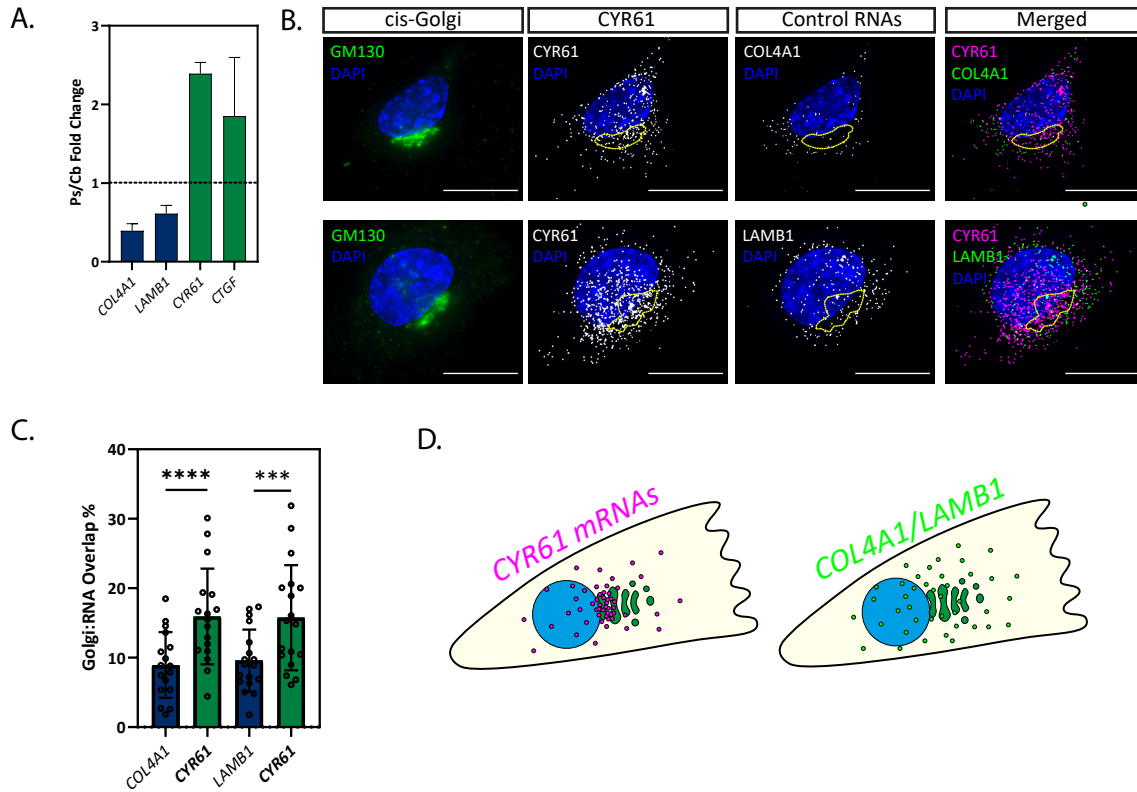 A.
3
2
1
0
Ps/Cb Fold Change
COL4A1
LAMB1
CYR61
CTGF
B.
cis-Golgi
CYR61
Control RNAs
Merged
GM130
DAPI
CYR61
DAPI
COL4A1
DAPI
CYR61
COL4A1
DAPI
GM130
DAPI
CYR61
DAPI
LAMB1
DAPI
CYR61
LAMB1
DAPI
C.
40
30
20
10
0
Golgi:RNA Overlap %
****
***
COL4A1
CYR61
LAMB1
CYR61
D.
CYR61 mRNAs
COL4A1/LAMB1